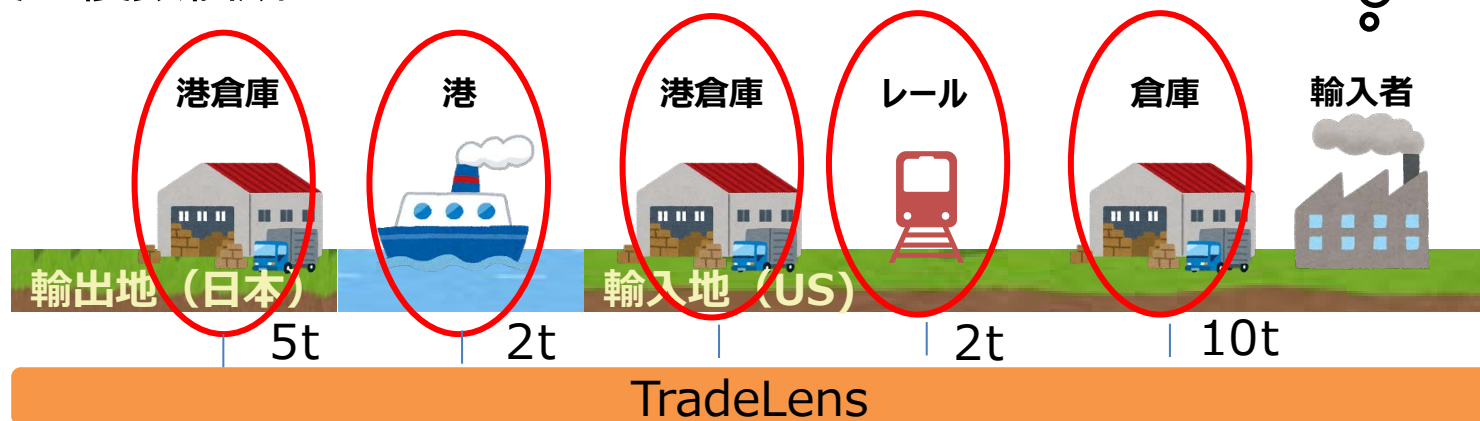 港倉庫
港
港倉庫
レール
倉庫
輸入者
輸出地（日本）
輸入地（US)
5t
2t
2t
10t
TradeLens